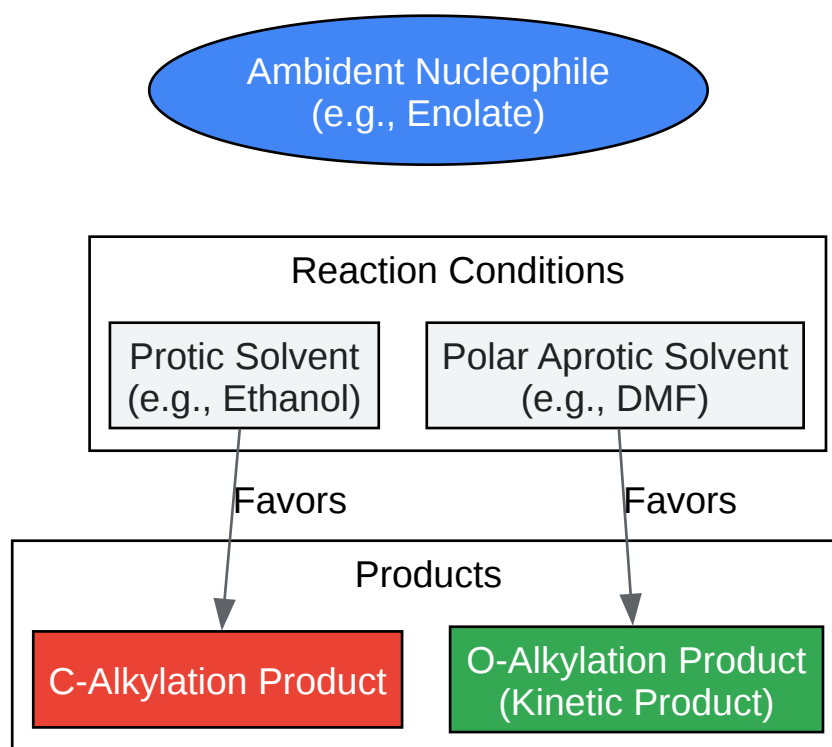 Ambident Nucleophile
(e.g., Enolate)
Reaction Conditions
Protic Solvent
(e.g., Ethanol)
Polar Aprotic Solvent
(e.g., DMF)
Favors
Favors
Products
C-Alkylation Product
O-Alkylation Product
(Kinetic Product)